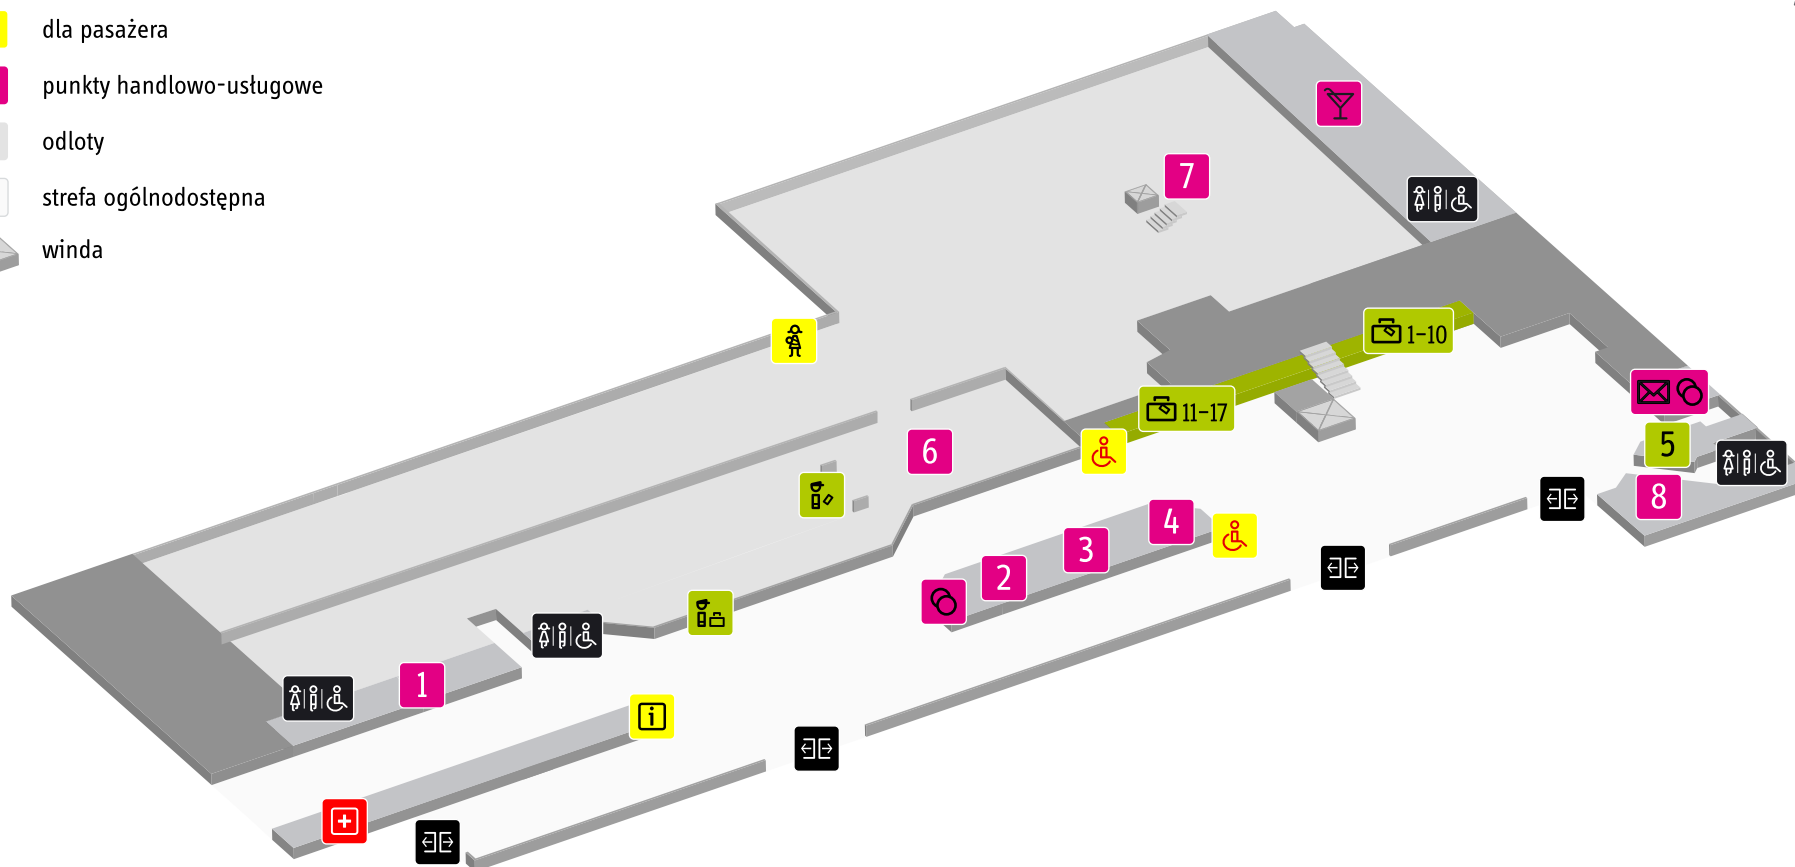 dla pasażera
punkty handlowo-usługowe
odloty
strefa ogólnodostępna
winda
7
1-10
11-17
6
5
8
4
3
2
1
i